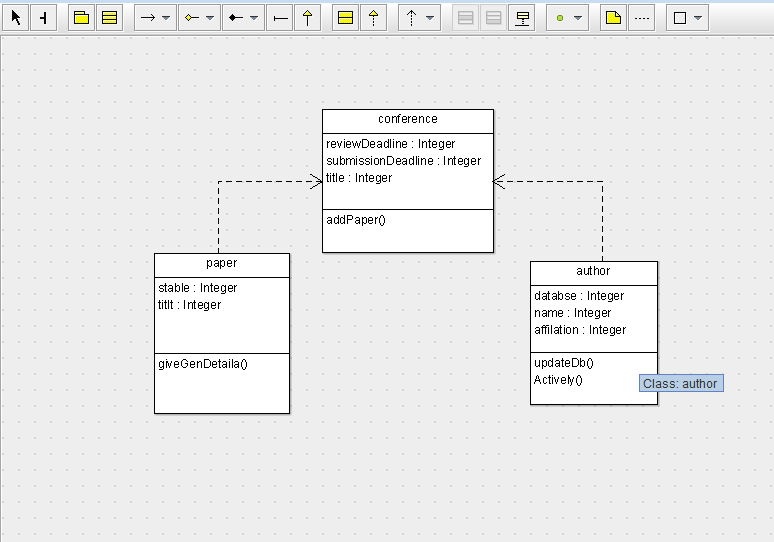 conference
reviewDeadline : Integer
submissionDeadline : Integer
title : Integer
addPaper()
paper
stable : Integer
titlt : Integer
giveGenDetaila()
author
databse : Integer
name : Integer
affilation : Integer
updateDb()
Actively()
Class: author